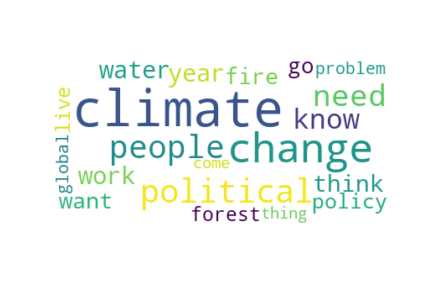 water year fire go problem
climate need
live
people change know
global
work come
political think
want policy
forest thing